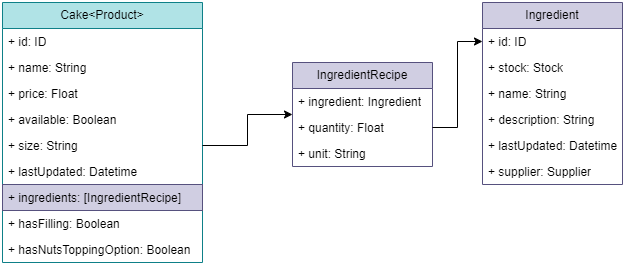 Cake<Product>
+ id: ID
+ name: String
+ price: Float
+ available: Boolean
+ size: String
+ lastUpdated: Datetime
+ ingredients: [IngredientRecipe]
+ hasFilling: Boolean
+ hasNutsToppingOption: Boolean
IngredientRecipe
+ ingredient: Ingredient
+ quantity: Float
+ unit: String
Ingredient
+ id: ID
+ stock: Stock
+ name: String
+ description: String
+ lastUpdated: Datetime
+ supplier: Supplier